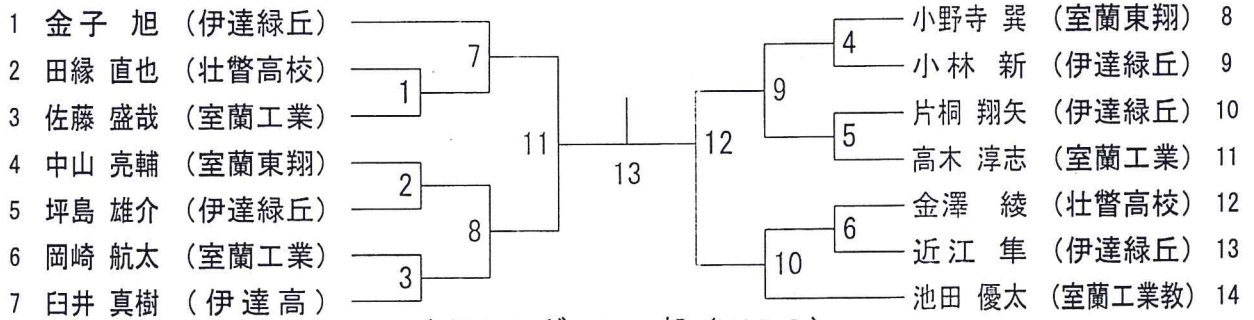 1 金子 旭 (伊達緑丘)
2 田縁 直也 (壮瞥高校)
3 佐藤 盛哉 (室蘭工業)
4 中山 亮輔 (室蘭東翔)
5 坪島 雄介 (伊達緑丘)
6 岡崎 航太 (室蘭工業)
7 臼井 真樹 (伊達高)
7
1
11
2
8
3
13
12
9
4
5
10
6
小野寺 巽 (室蘭東翔) 8
小林 新 (伊達緑丘) 9
片桐 翔矢 (伊達緑丘) 10
高木 淳志 (室蘭工業) 11
金澤 綾 (壮瞥高校) 12
近江 隼 (伊達緑丘) 13
池田 優太 (室蘭工業教) 14